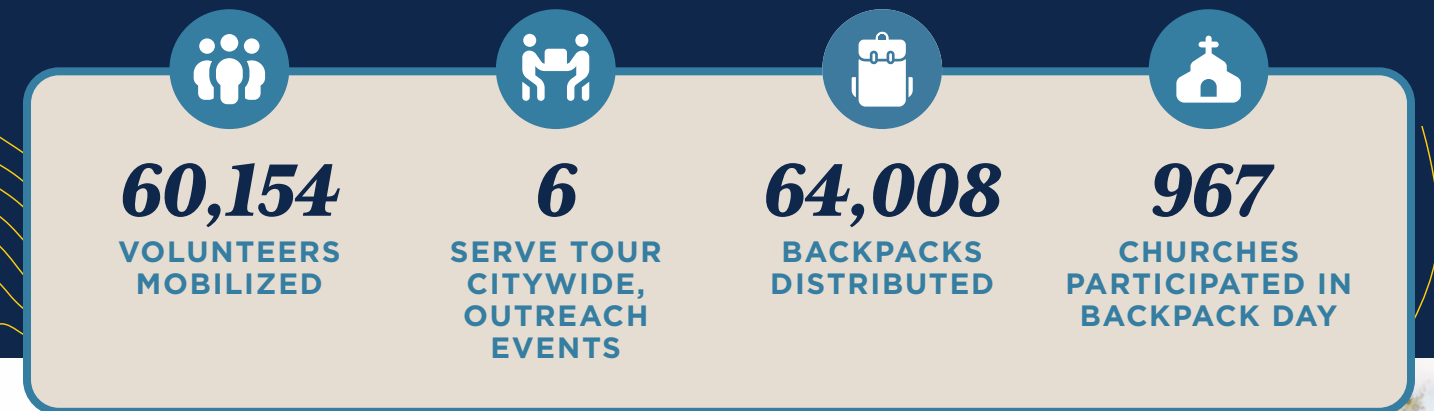 60,154
VOLUNTEERS
MOBILIZED
6
SERVE TOUR
CITYWIDE,
OUTREACH
EVENTS
64,008
BACKPACKS
DISTRIBUTED
967
CHURCHES
PARTICIPATED IN
BACKPACK DAY